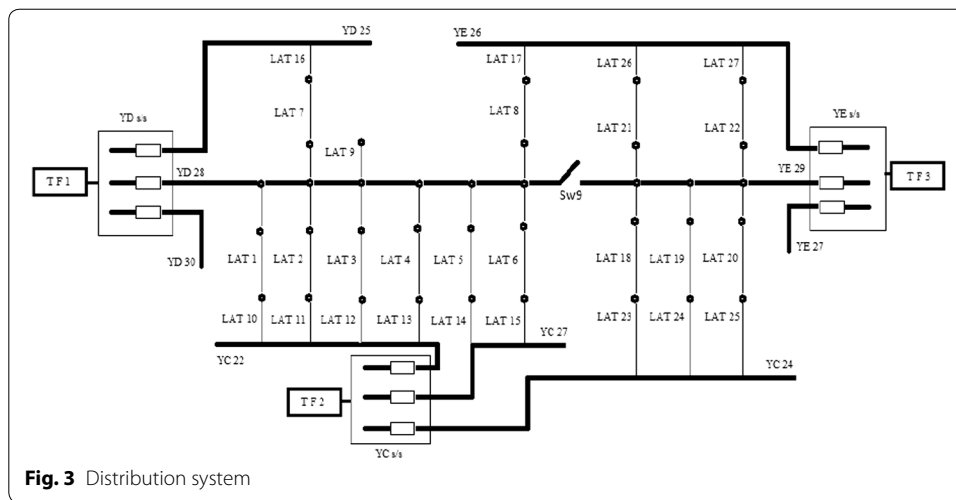 YD 25
YE 26
LAT 16
LAT 17
LAT 26
LAT 27
YD s/s
LAT 7
LAT 8
YE s/s
LAT 9
LAT 21
LAT 22
TF1
YD 28
Sw9
YE 29
TF3
YD 30
LAT 1
LAT 2
LAT 3
LAT 4
LAT 5
LAT 6
LAT 18
LAT 19
LAT 20
YE 27
LAT 10
LAT 11
LAT 12
LAT 13
LAT 14
LAT 15
LAT 23
LAT 24
LAT 25
YC 22
YC 27
YC 24
TF2
YC s/s
Fig. 3 Distribution system